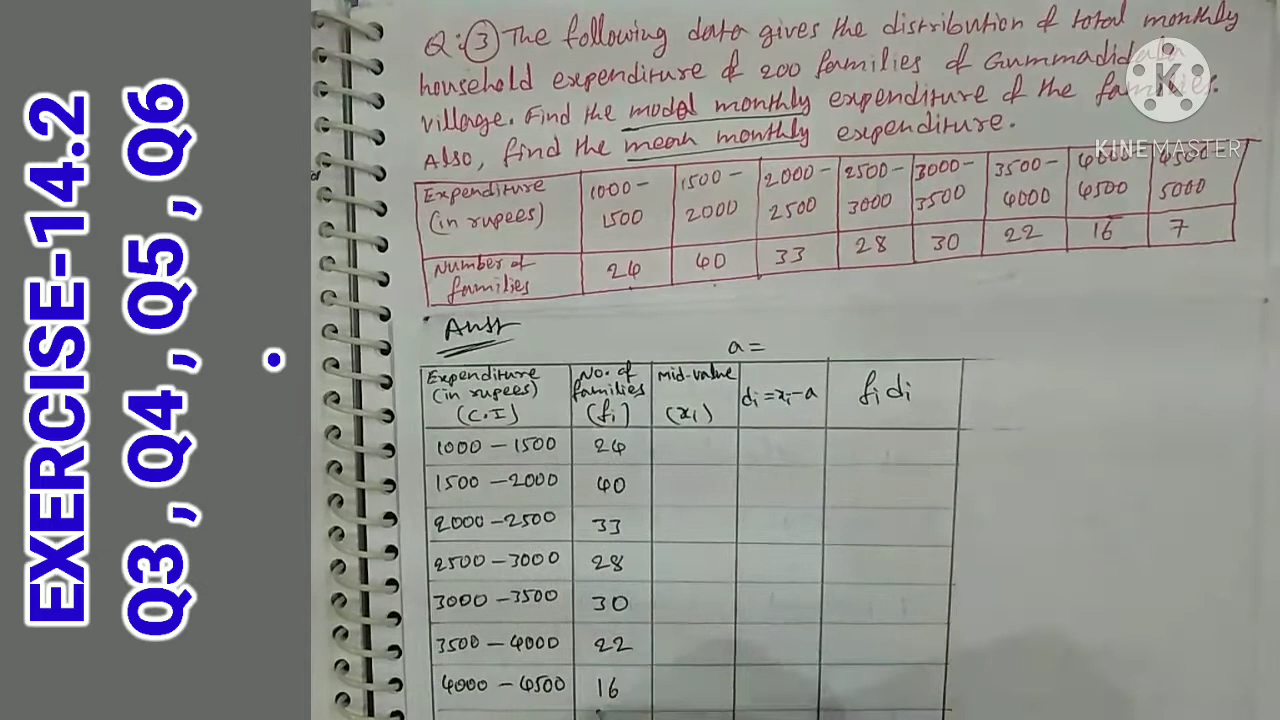 EXERCISE-14.2
Q3 , Q4 , Q5 , Q6 .
Q:③ The following data gives the distribution of total monthly
household expenditure of 200 families of Gummadidala
village. Find the modal monthly expenditure of the families.
Also, find the mean monthly expenditure.
K
KINEMASTER
Expenditure (in rupees) 1000-1500 1500-2000 2000-2500 2500-3000 3000-3500 3500-4000 4000 4500 4500 5000
Number of families 24 40 33 28 30 22 16 7
Ans:
a =
Expenditure (in rupees) (C.I) No. of families (fi) mid-value (xi) di = xi-a fi di
1000 - 1500 24
1500 - 2000 40
2000 - 2500 33
2500 - 3000 28
3000 - 3500 30
3500 - 4000 22
4000 - 4500 16